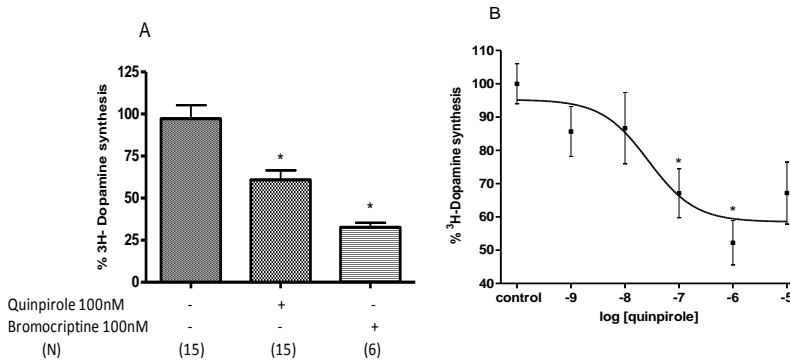 A
125
100
75
50
25
0
% 3H- Dopamine synthesis
*
*
Quinpirole 100nM - + -
Bromocriptine 100nM - - +
(N) (15) (15) (6)
B
110
100
90
80
70
60
50
40
% ³H-Dopamine synthesis
*
*
control -9 -8 -7 -6 -5
log [quinpirole]